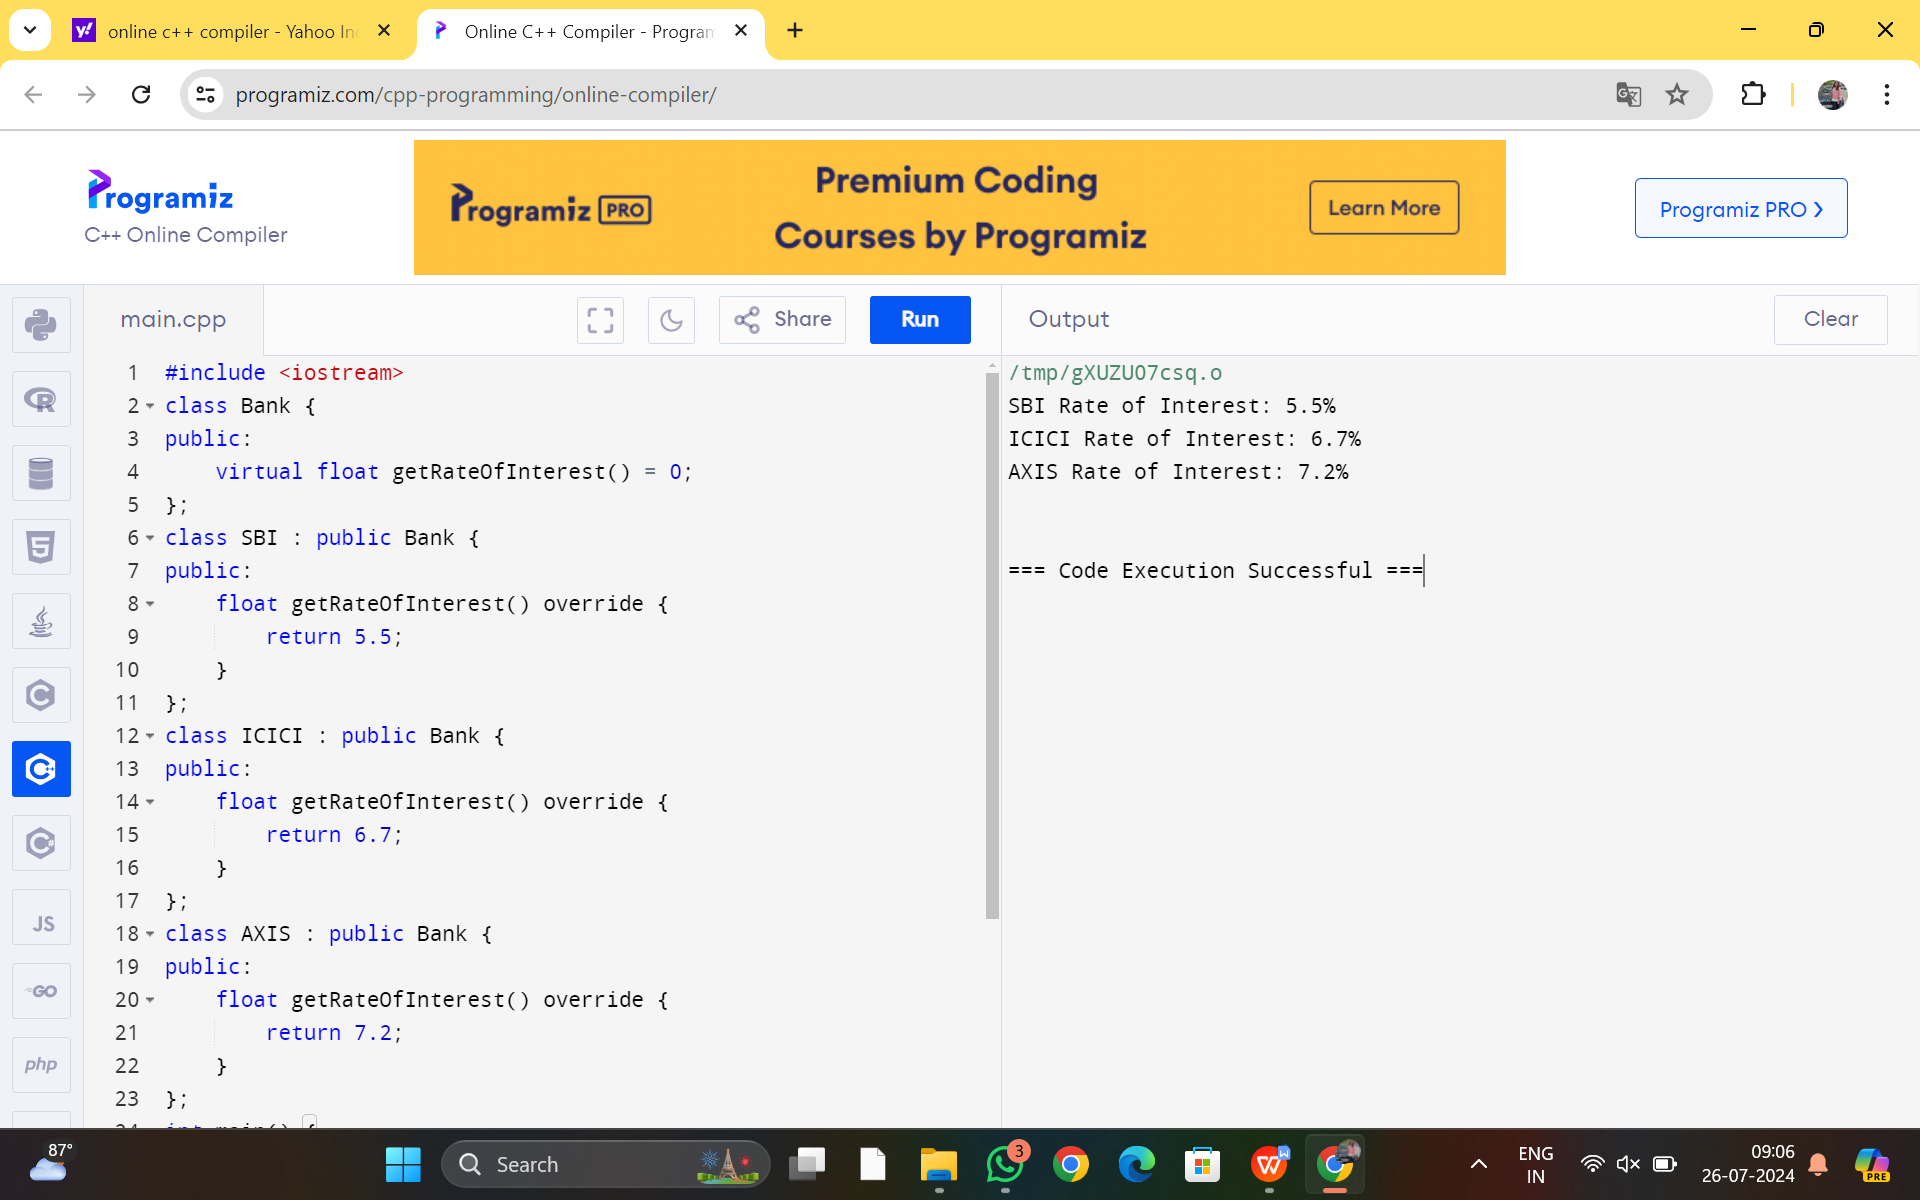 online c++ compiler - Yahoo In
Online C++ Compiler - Program
programiz.com/cpp-programming/online-compiler/
Programiz
C++ Online Compiler
Programiz PRO
Premium Coding
Courses by Programiz
Learn More
Programiz PRO ❯
main.cpp
Share
Run
Output
Clear
1 #include <iostream>
2 class Bank {
3 public:
4     virtual float getRateOfInterest() = 0;
5 };
6 class SBI : public Bank {
7 public:
8     float getRateOfInterest() override {
9         return 5.5;
10     }
11 };
12 class ICICI : public Bank {
13 public:
14     float getRateOfInterest() override {
15         return 6.7;
16     }
17 };
18 class AXIS : public Bank {
19 public:
20     float getRateOfInterest() override {
21         return 7.2;
22     }
23 };
24 int main() {
/tmp/gXUZUO7csq.o
SBI Rate of Interest: 5.5%
ICICI Rate of Interest: 6.7%
AXIS Rate of Interest: 7.2%
=== Code Execution Successful ===
JS
GO
php
87°
Search
3
ENG
IN
09:06
26-07-2024
PRE